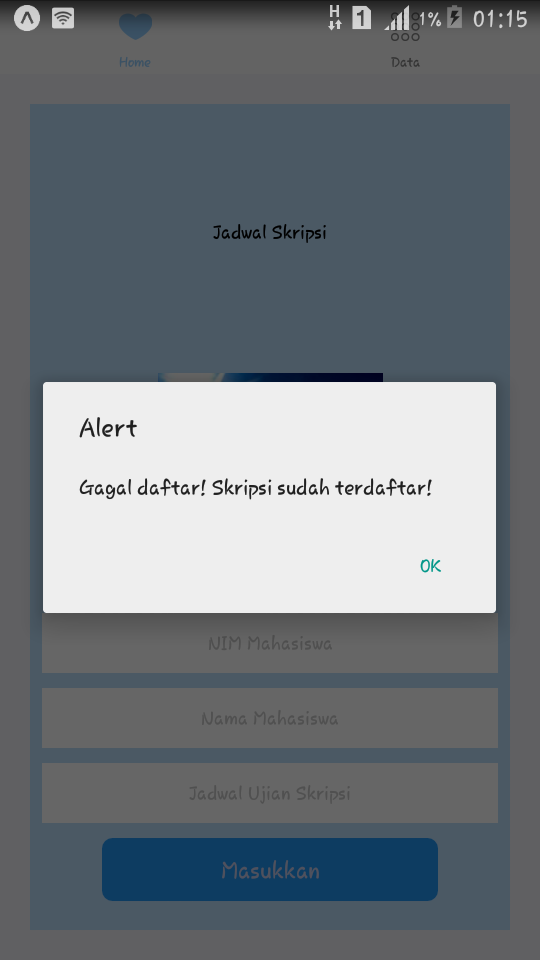 H 1 1% 01:15
Home
Data
Jadwal Skripsi
Alert
Gagal daftar! Skripsi sudah terdaftar!
OK
NIM Mahasiswa
Nama Mahasiswa
Jadwal Ujian Skripsi
Masukkan